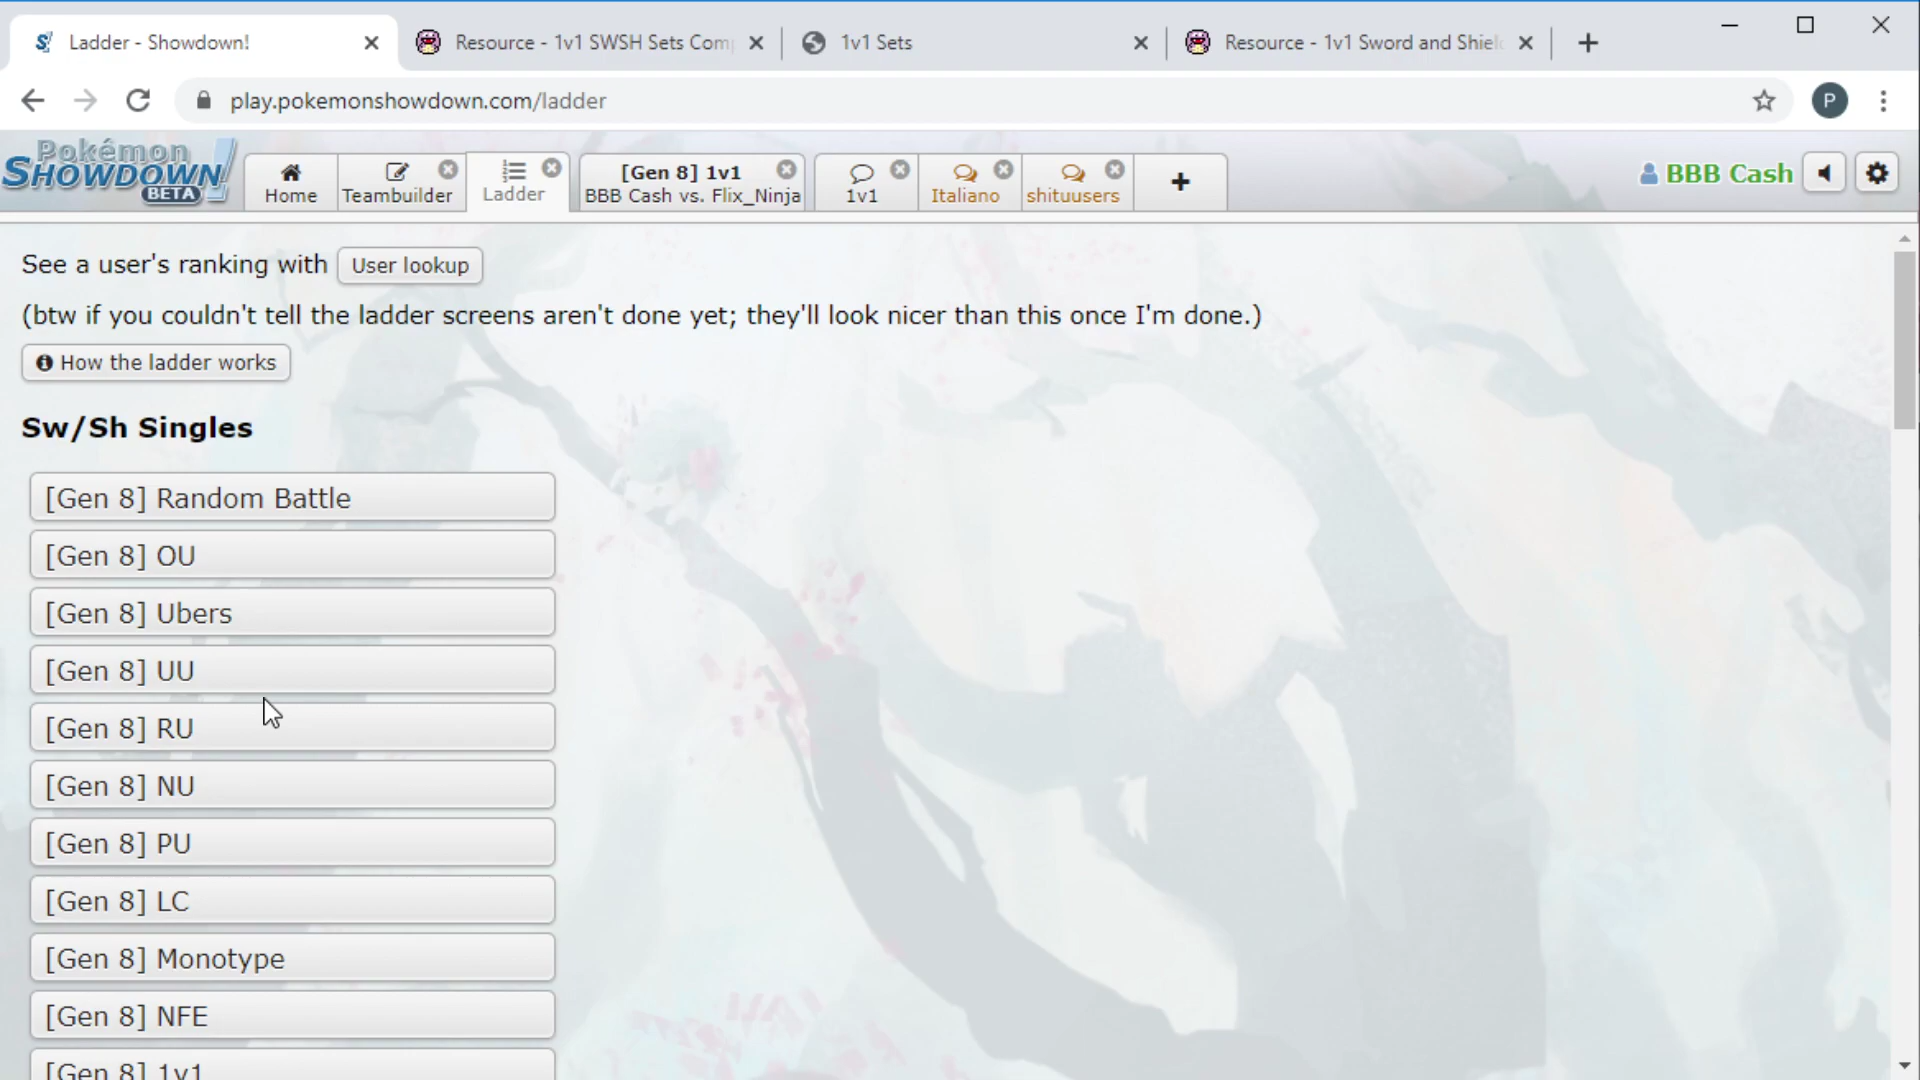 Ladder - Showdown!
Resource - 1v1 SWSH Sets Com
1v1 Sets
Resource - 1v1 Sword and Shiel
play.pokemonshowdown.com/ladder
P
Pokémon
SHOWDOWN!
BETA
Home
Teambuilder
Ladder
[Gen 8] 1v1
BBB Cash vs. Flix_Ninja
1v1
Italiano
shituusers
BBB Cash
See a user's ranking with User lookup
(btw if you couldn't tell the ladder screens aren't done yet; they'll look nicer than this once I'm done.)
How the ladder works
Sw/Sh Singles
[Gen 8] Random Battle
[Gen 8] OU
[Gen 8] Ubers
[Gen 8] UU
[Gen 8] RU
[Gen 8] NU
[Gen 8] PU
[Gen 8] LC
[Gen 8] Monotype
[Gen 8] NFE
[Gen 8] 1v1